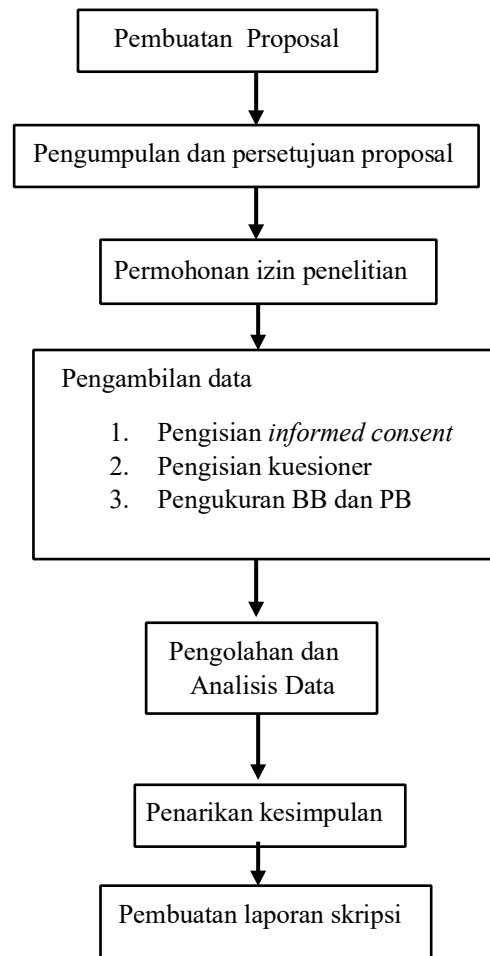 Pembuatan Proposal
Pengumpulan dan persetujuan proposal
Permohonan izin penelitian
Pengambilan data
1. Pengisian informed consent
2. Pengisian kuesioner
3. Pengukuran BB dan PB
Pengolahan dan
Analisis Data
Penarikan kesimpulan
Pembuatan laporan skripsi